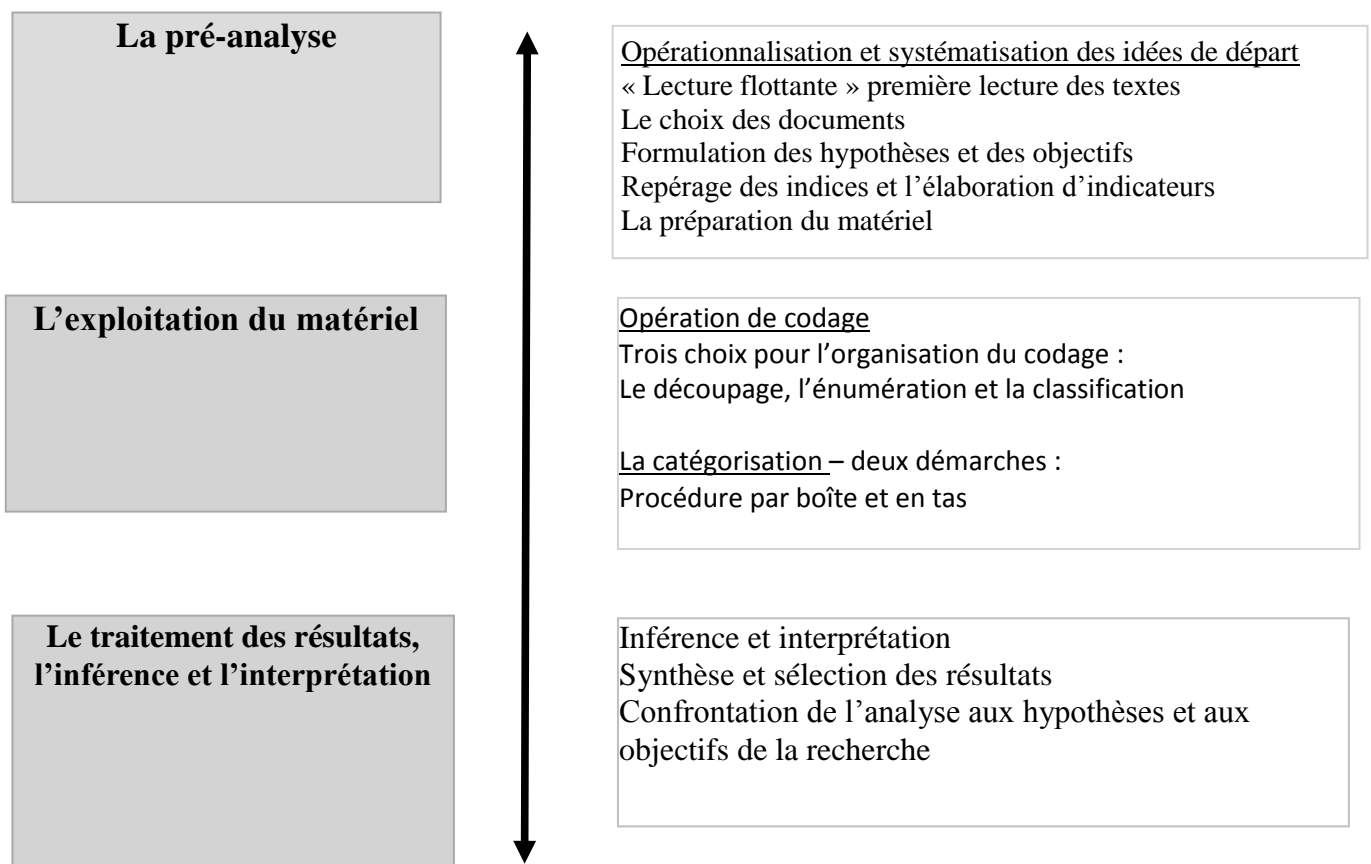 La pré-analyse
Opérationnalisation et systématisation des idées de départ
« Lecture flottante » première lecture des textes
Le choix des documents
Formulation des hypothèses et des objectifs
Repérage des indices et l’élaboration d’indicateurs
La préparation du matériel
L’exploitation du matériel
Opération de codage
Trois choix pour l’organisation du codage :
Le découpage, l’énumération et la classification
La catégorisation – deux démarches :
Procédure par boîte et en tas
Le traitement des résultats,
l’inférence et l’interprétation
Inférence et interprétation
Synthèse et sélection des résultats
Confrontation de l’analyse aux hypothèses et aux
objectifs de la recherche